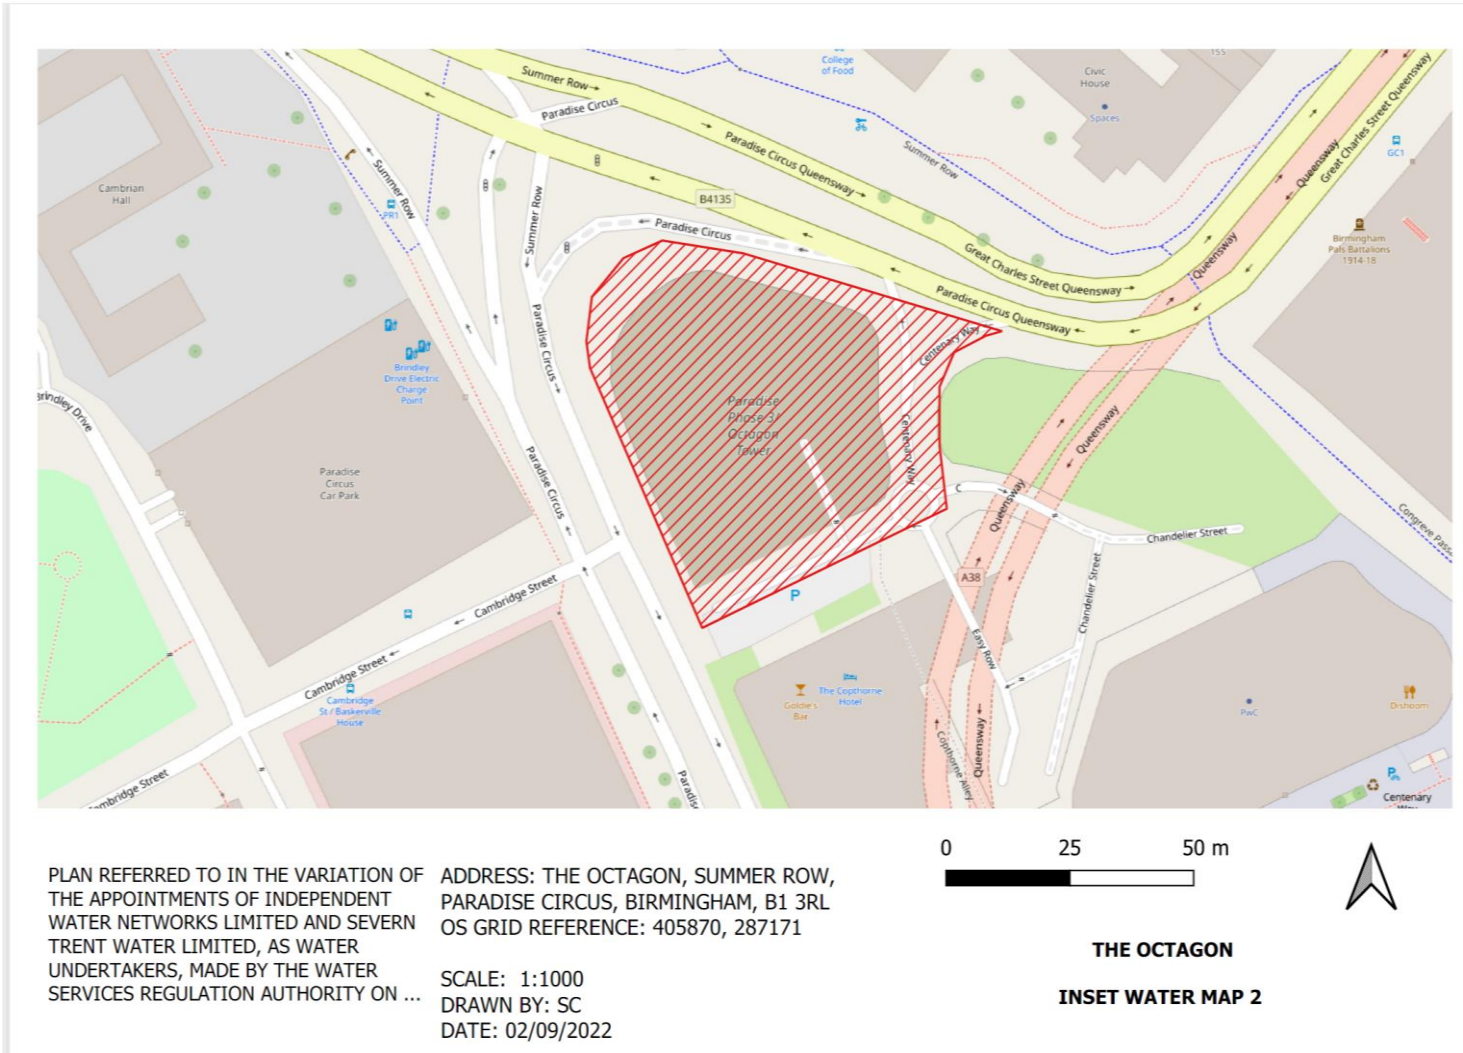 College
of Food
155
Civic
House
Spaces
Summer Row
Paradise Circus
Paradise Circus Queensway
Summer Row
Queensway
Great Charles Street Queensway
GC1
Cambrian
Hall
Summer Row
PR1
B4135
Summer Row
Paradise Circus
Birmingham
Pals Battalions
1914-18
Great Charles Street Queensway
Queensway
Paradise Circus Queensway
Centenary Way
Paradise Circus
Brindley
Drive Electric
Charge
Point
Brindley Drive
Paradise
Phase 3/
Octagon
Tower
Centenary Way
Queensway
Paradise
Circus
Car Park
Paradise Circus
C
Queensway
Chandelier Street
Congreve Pass
A38
Chandelier Street
Cambridge Street
P
Easy Row
Cambridge Street
Cambridge
St / Baskerville
House
Goldie's
Bar
The Copthorne
Hotel
PwC
Dishoom
Queensway
Copthorne Alley
Paradis
ambridge Street
P
Centenary
Way
0 25 50 m
PLAN REFERRED TO IN THE VARIATION OF
THE APPOINTMENTS OF INDEPENDENT
WATER NETWORKS LIMITED AND SEVERN
TRENT WATER LIMITED, AS WATER
UNDERTAKERS, MADE BY THE WATER
SERVICES REGULATION AUTHORITY ON ...
ADDRESS: THE OCTAGON, SUMMER ROW,
PARADISE CIRCUS, BIRMINGHAM, B1 3RL
OS GRID REFERENCE: 405870, 287171
SCALE: 1:1000
DRAWN BY: SC
DATE: 02/09/2022
THE OCTAGON
INSET WATER MAP 2